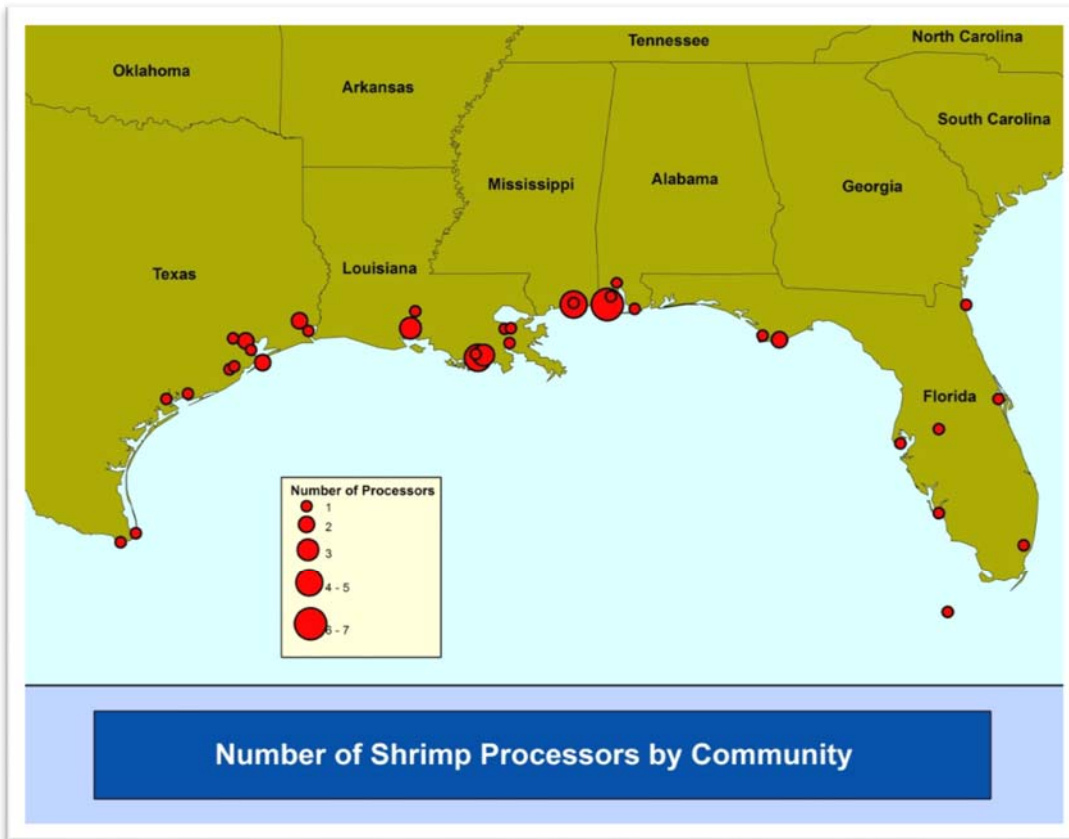 Tennessee
North Carolina
Oklahoma
Arkansas
South Carolina
Mississippi
Alabama
Georgia
Texas
Louisiana
Florida
Number of Processors
1
2
3
4 - 5
6 - 7
Number of Shrimp Processors by Community